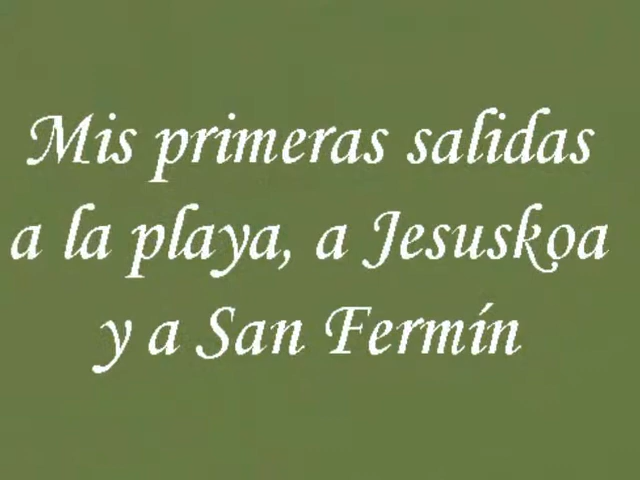 Mis primeras salidas
a la playa, a Jesuskoa
y a San Fermín